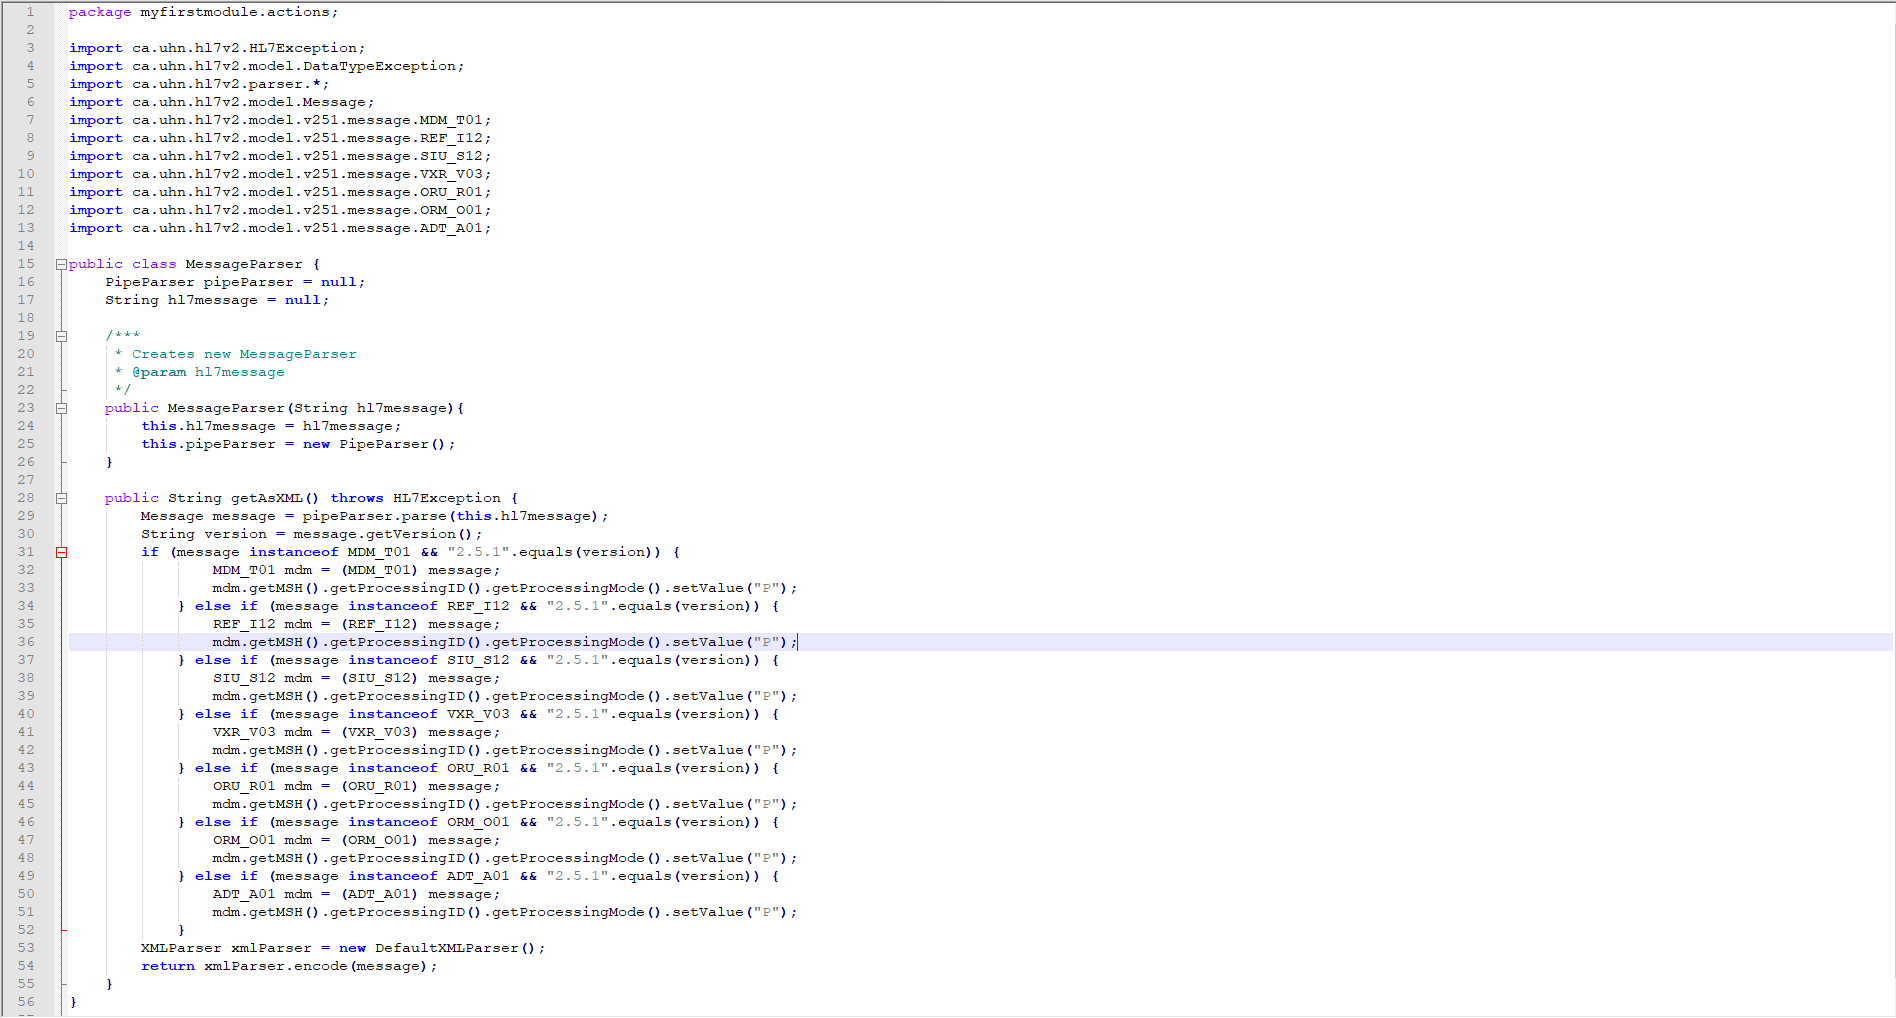 1 package myfirstmodule.actions;
2
3 import ca.uhn.hl7v2.HL7Exception;
4 import ca.uhn.hl7v2.model.DataTypeException;
5 import ca.uhn.hl7v2.parser.*;
6 import ca.uhn.hl7v2.model.Message;
7 import ca.uhn.hl7v2.model.v251.message.MDM_T01;
8 import ca.uhn.hl7v2.model.v251.message.REF_I12;
9 import ca.uhn.hl7v2.model.v251.message.SIU_S12;
10 import ca.uhn.hl7v2.model.v251.message.VXR_V03;
11 import ca.uhn.hl7v2.model.v251.message.ORU_R01;
12 import ca.uhn.hl7v2.model.v251.message.ORM_O01;
13 import ca.uhn.hl7v2.model.v251.message.ADT_A01;
14
15 public class MessageParser {
16     PipeParser pipeParser = null;
17     String hl7message = null;
18
19     /***
20      * Creates new MessageParser
21      * @param hl7message
22      */
23     public MessageParser(String hl7message){
24         this.hl7message = hl7message;
25         this.pipeParser = new PipeParser();
26     }
27
28     public String getAsXML() throws HL7Exception {
29         Message message = pipeParser.parse(this.hl7message);
30         String version = message.getVersion();
31         if (message instanceof MDM_T01 && "2.5.1".equals(version)) {
32                 MDM_T01 mdm = (MDM_T01) message;
33                 mdm.getMSH().getProcessingID().getProcessingMode().setValue("P");
34             } else if (message instanceof REF_I12 && "2.5.1".equals(version)) {
35                 REF_I12 mdm = (REF_I12) message;
36                 mdm.getMSH().getProcessingID().getProcessingMode().setValue("P");
37             } else if (message instanceof SIU_S12 && "2.5.1".equals(version)) {
38                 SIU_S12 mdm = (SIU_S12) message;
39                 mdm.getMSH().getProcessingID().getProcessingMode().setValue("P");
40             } else if (message instanceof VXR_V03 && "2.5.1".equals(version)) {
41                 VXR_V03 mdm = (VXR_V03) message;
42                 mdm.getMSH().getProcessingID().getProcessingMode().setValue("P");
43             } else if (message instanceof ORU_R01 && "2.5.1".equals(version)) {
44                 ORU_R01 mdm = (ORU_R01) message;
45                 mdm.getMSH().getProcessingID().getProcessingMode().setValue("P");
46             } else if (message instanceof ORM_O01 && "2.5.1".equals(version)) {
47                 ORM_O01 mdm = (ORM_O01) message;
48                 mdm.getMSH().getProcessingID().getProcessingMode().setValue("P");
49             } else if (message instanceof ADT_A01 && "2.5.1".equals(version)) {
50                 ADT_A01 mdm = (ADT_A01) message;
51                 mdm.getMSH().getProcessingID().getProcessingMode().setValue("P");
52             }
53         XMLParser xmlParser = new DefaultXMLParser();
54         return xmlParser.encode(message);
55     }
56 }